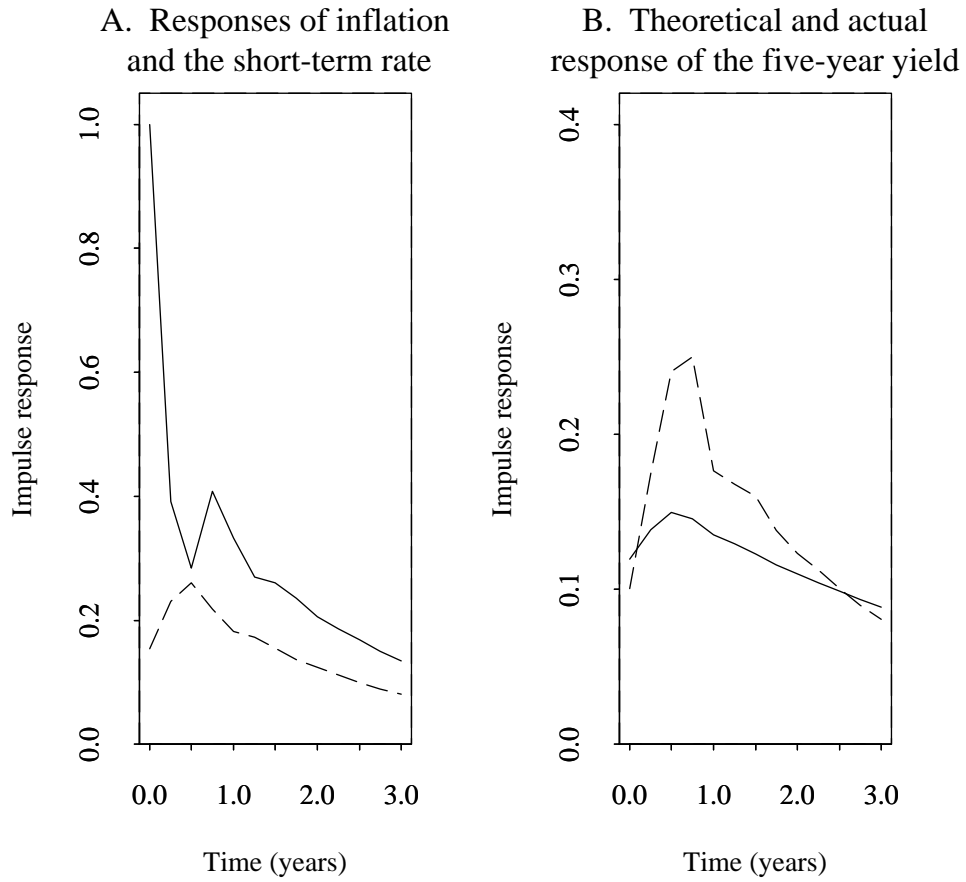 A. Responses of inflation
and the short-term rate
Impulse response
1.0
0.8
0.6
0.4
0.2
0.0
0.0 1.0 2.0 3.0
Time (years)
B. Theoretical and actual
response of the five-year yield
Impulse response
0.4
0.3
0.2
0.1
0.0
0.0 1.0 2.0 3.0
Time (years)